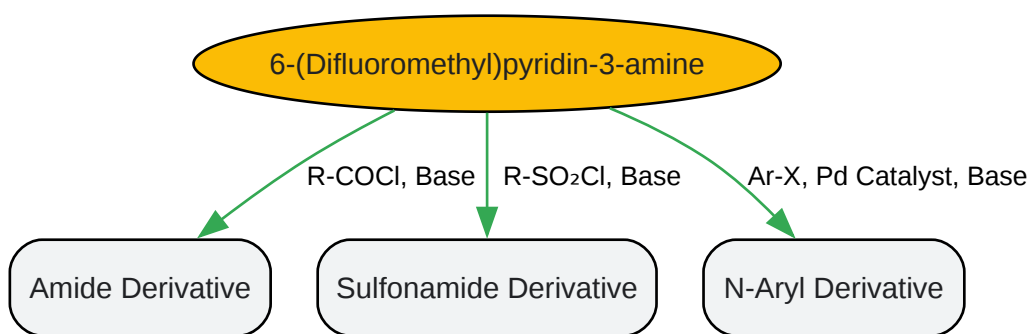 6-(Difluoromethyl)pyridin-3-amine
R-COCl, Base
R-SO₂Cl, Base
Ar-X, Pd Catalyst, Base
Amide Derivative
Sulfonamide Derivative
N-Aryl Derivative